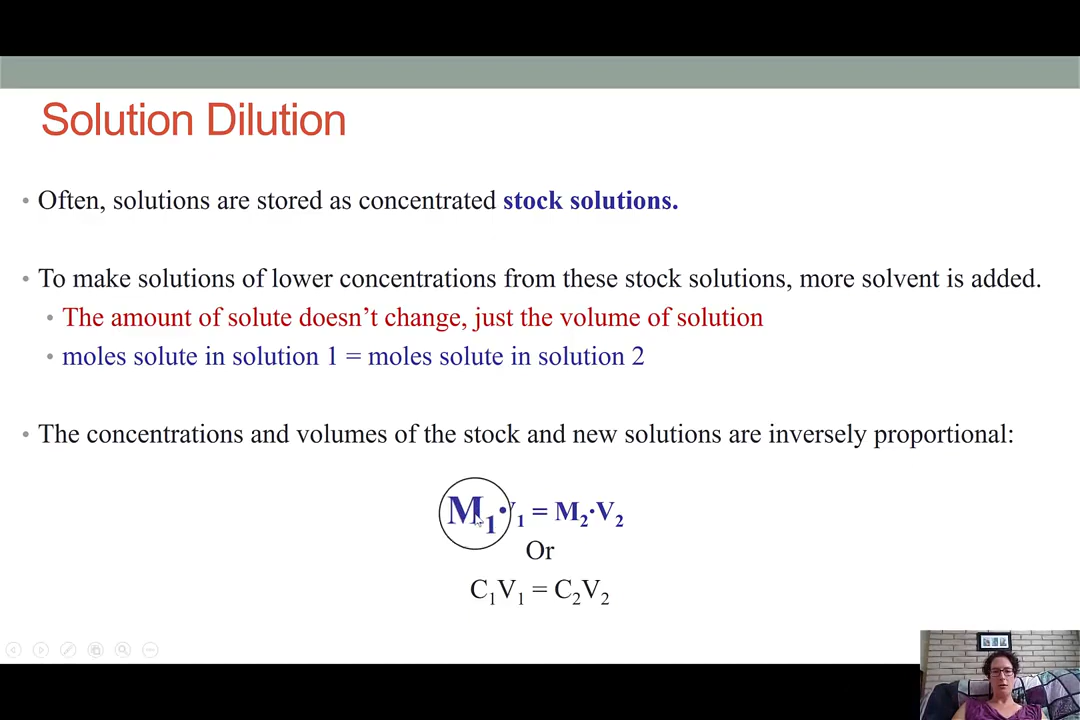 Solution Dilution
• Often, solutions are stored as concentrated stock solutions.
• To make solutions of lower concentrations from these stock solutions, more solvent is added.
• The amount of solute doesn’t change, just the volume of solution
• moles solute in solution 1 = moles solute in solution 2
• The concentrations and volumes of the stock and new solutions are inversely proportional:
M₁·V₁ = M₂·V₂
Or
C₁V₁ = C₂V₂